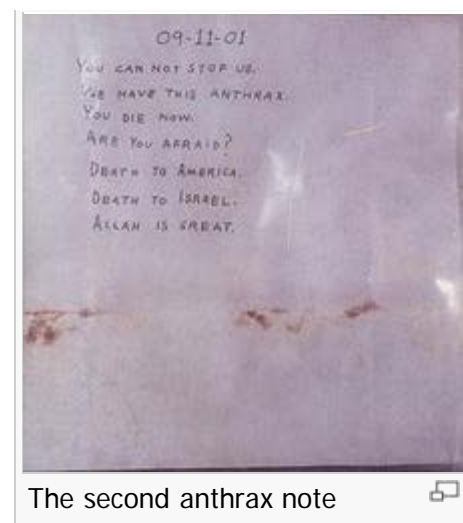 09-11-01
YOU CAN NOT STOP US.
WE HAVE THIS ANTHRAX.
YOU DIE NOW.
ARE YOU AFRAID?
DEATH TO AMERICA.
DEATH TO ISRAEL.
ALLAH IS GREAT.
The second anthrax note